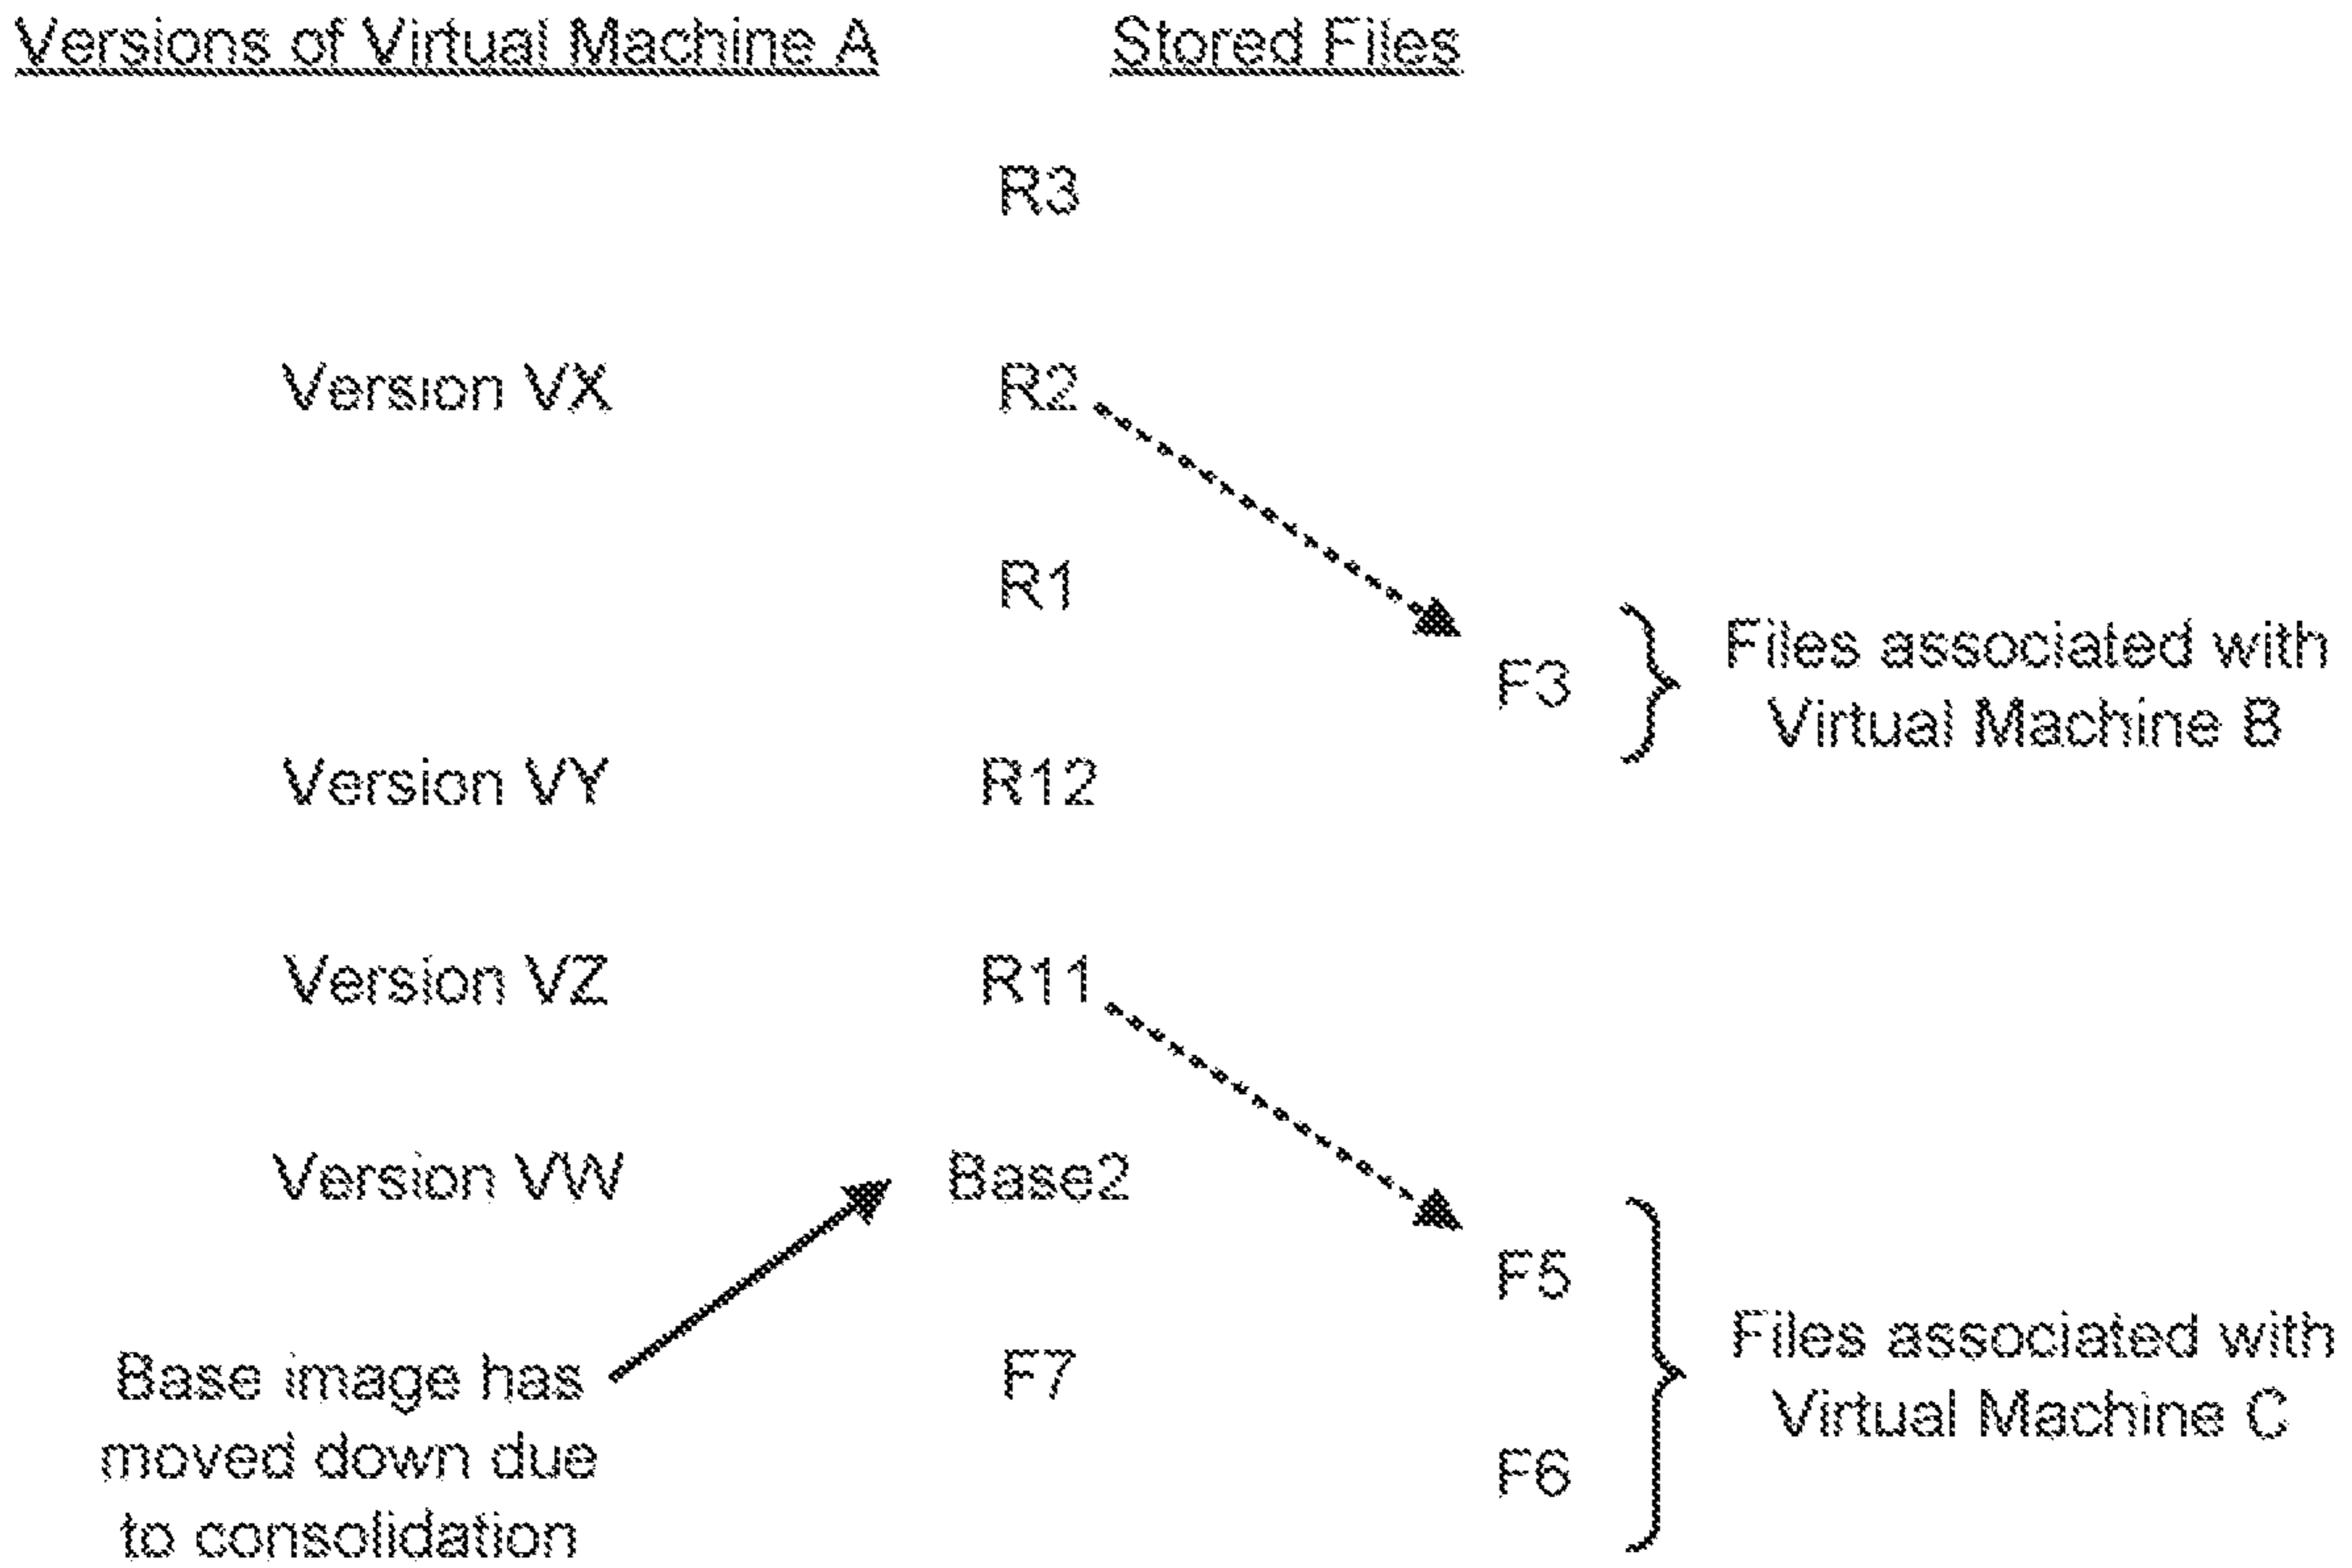 Versions of Virtual Machine A
Stored Files
R3
Version VX
R2
R1
F3
Files associated with
Virtual Machine B
Version VY
R12
Version VZ
R11
Version VW
Base2
F5
Base image has
moved down due
to consolidation
F7
F6
Files associated with
Virtual Machine C